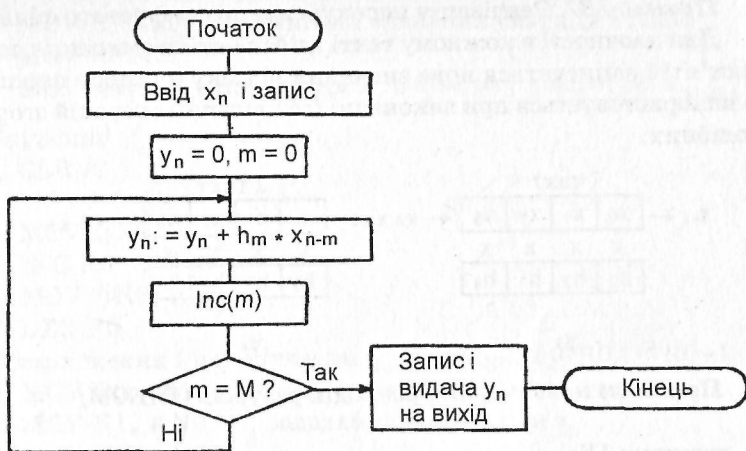 Початок
Ввід Xn і запис
yn = 0, m = 0
yn: = yn + hm * xn-m
Inc(m)
m = M ?
Так
Ні
Запис і
видача yn
на вихід
Кінець